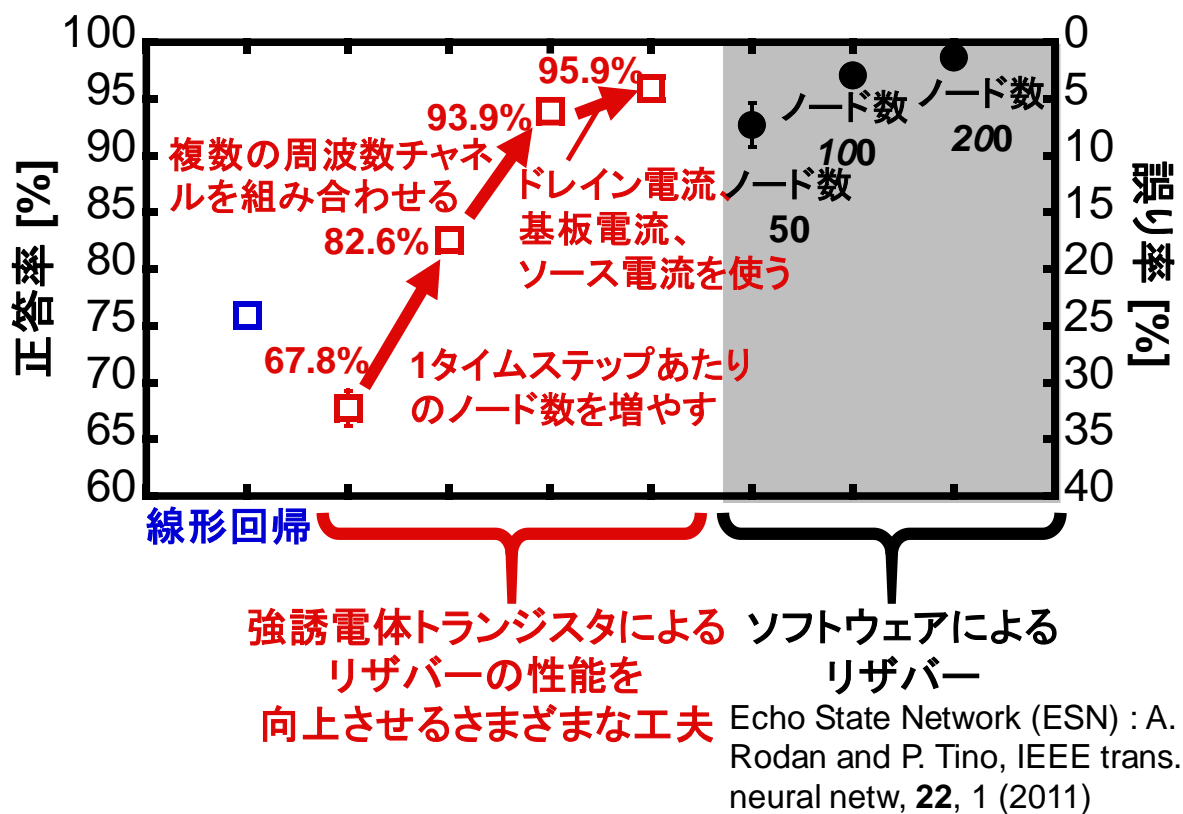 100
95
90
85
80
75
70
65
60
正答率 [%]
0
5
10
15
20
25
30
35
40
誤り率 [%]
95.9%
93.9%
複数の周波数チャネ
ルを組み合わせる
82.6%
67.8%
ドレイン電流、
基板電流、
ソース電流を使う
1タイムステップあたり
のノード数を増やす
ノード数
50
ノード数
100
ノード数
200
線形回帰
強誘電体トランジスタによる
リザバーの性能を
向上させるさまざまな工夫
ソフトウェアによる
リザバー
Echo State Network (ESN) : A.
Rodan and P. Tino, IEEE trans.
neural netw, 22, 1 (2011)